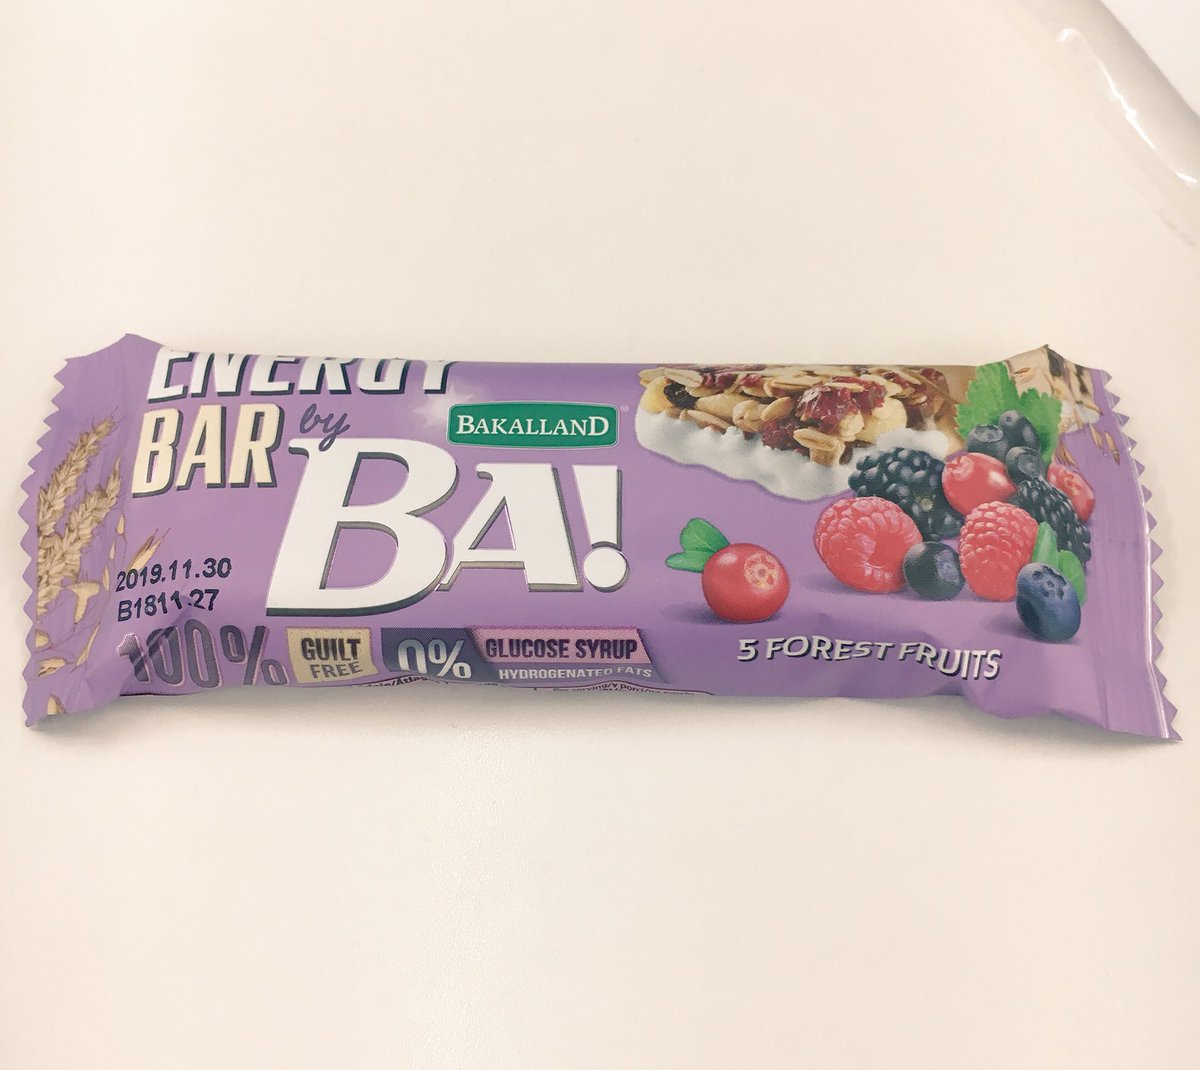 ENERGY
BAR by
BAKALLAND®
BA!
2019.11.30
B1811.27
100% GUILT FREE
0% GLUCOSE SYRUP
HYDROGENATED FATS
5 FOREST FRUITS